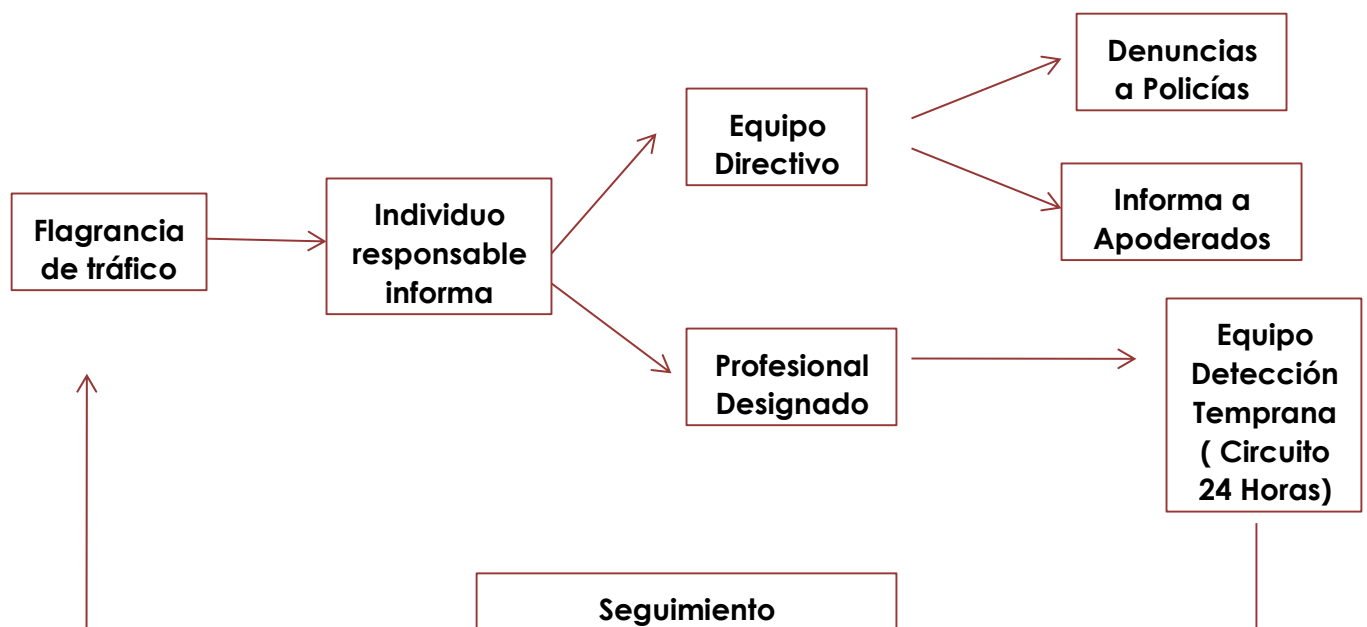 Flagrancia
de tráfico
Individuo
responsable
informa
Equipo
Directivo
Denuncias
a Policías
Informa a
Apoderados
Profesional
Designado
Equipo
Detección
Temprana
( Circuito
24 Horas)
Seguimiento